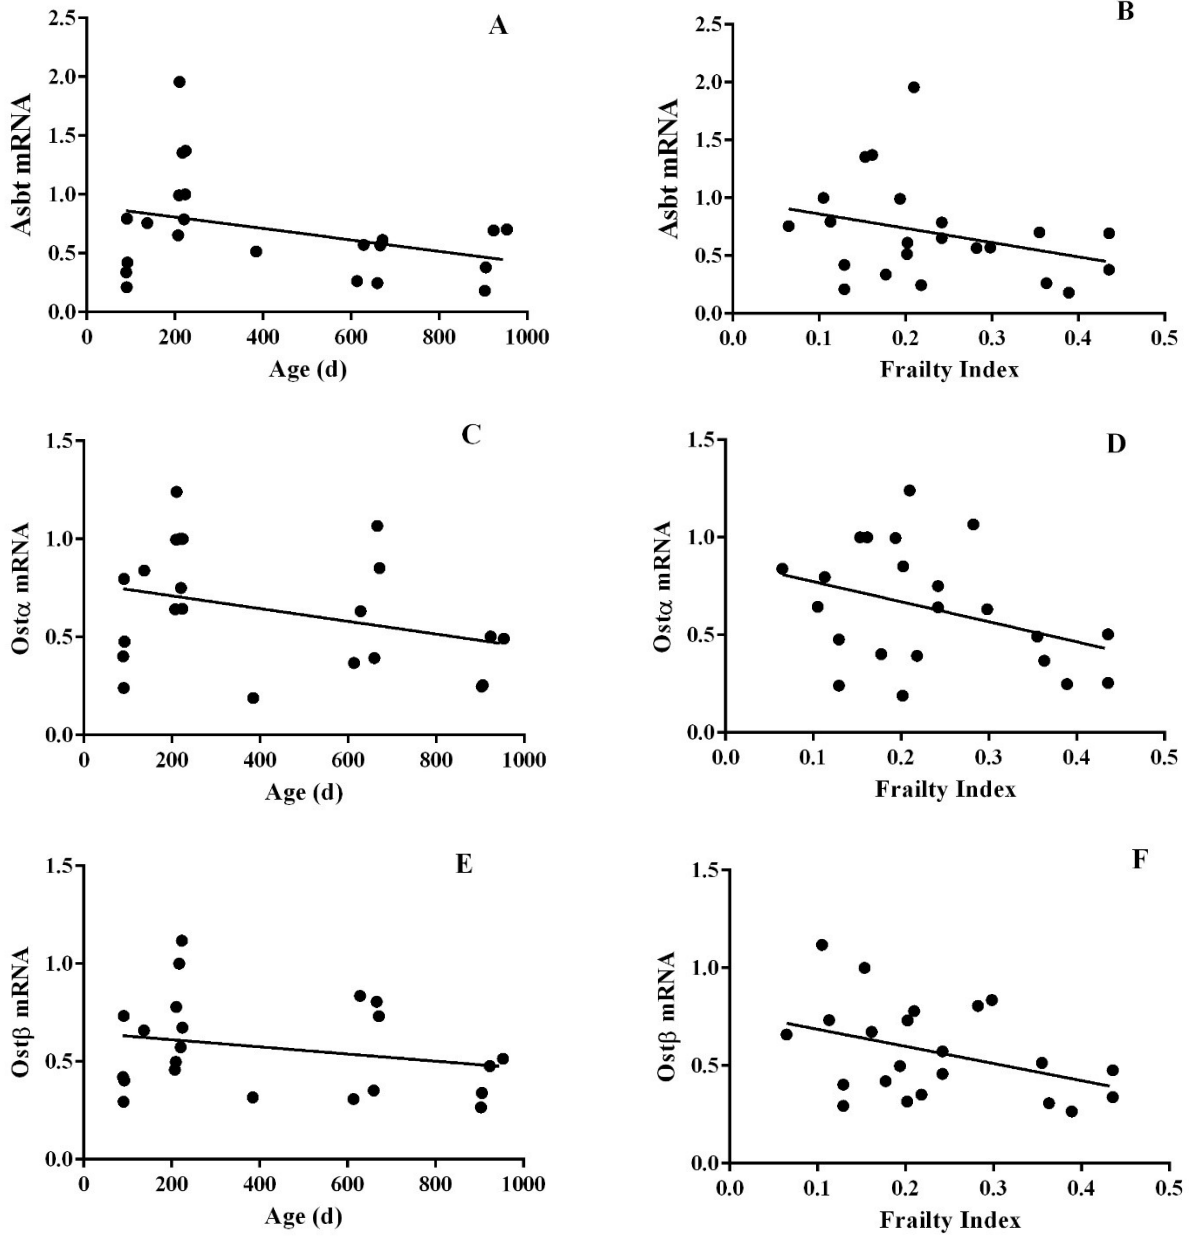 A
Asbt mRNA
2.5
2.0
1.5
1.0
0.5
0.0
0 200 400 600 800 1000
Age (d)
B
Asbt mRNA
2.5
2.0
1.5
1.0
0.5
0.0
0.0 0.1 0.2 0.3 0.4 0.5
Frailty Index
C
Ostα mRNA
1.5
1.0
0.5
0.0
0 200 400 600 800 1000
Age (d)
D
Ostα mRNA
1.5
1.0
0.5
0.0
0.0 0.1 0.2 0.3 0.4 0.5
Frailty Index
E
Ostβ mRNA
1.5
1.0
0.5
0.0
0 200 400 600 800 1000
Age (d)
F
Ostβ mRNA
1.5
1.0
0.5
0.0
0.0 0.1 0.2 0.3 0.4 0.5
Frailty Index